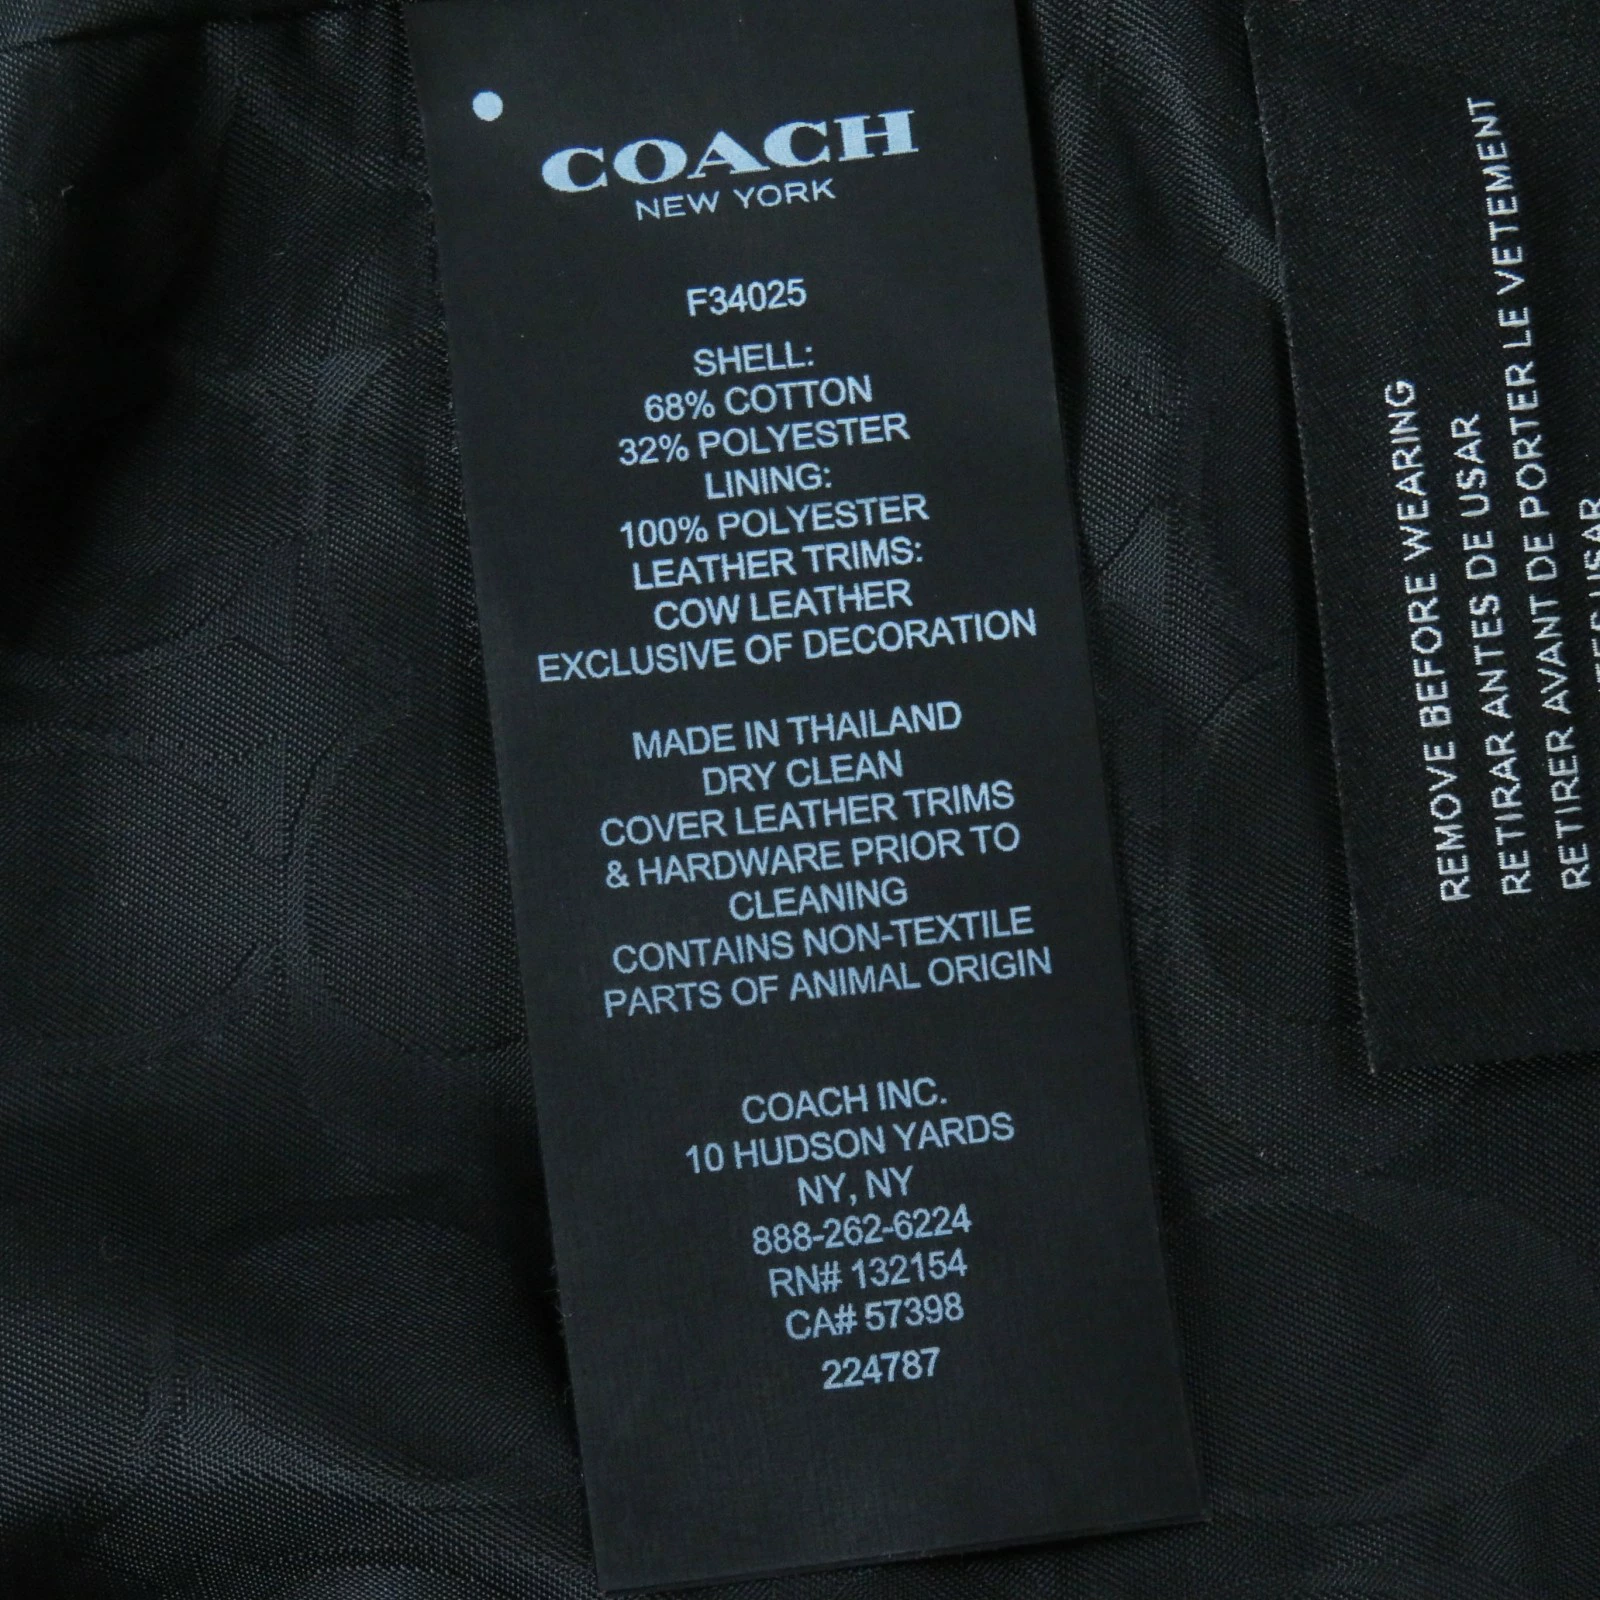 COACH
NEW YORK
F34025
SHELL:
68% COTTON
32% POLYESTER
LINING:
100% POLYESTER
LEATHER TRIMS:
COW LEATHER
EXCLUSIVE OF DECORATION
MADE IN THAILAND
DRY CLEAN
COVER LEATHER TRIMS
& HARDWARE PRIOR TO
CLEANING
CONTAINS NON-TEXTILE
PARTS OF ANIMAL ORIGIN
COACH INC.
10 HUDSON YARDS
NY, NY
888-262-6224
RN# 132154
CA# 57398
224787
REMOVE BEFORE WEARING
RETIRAR ANTES DE USAR
RETIRER AVANT DE PORTER LE VETEMENT
USAR